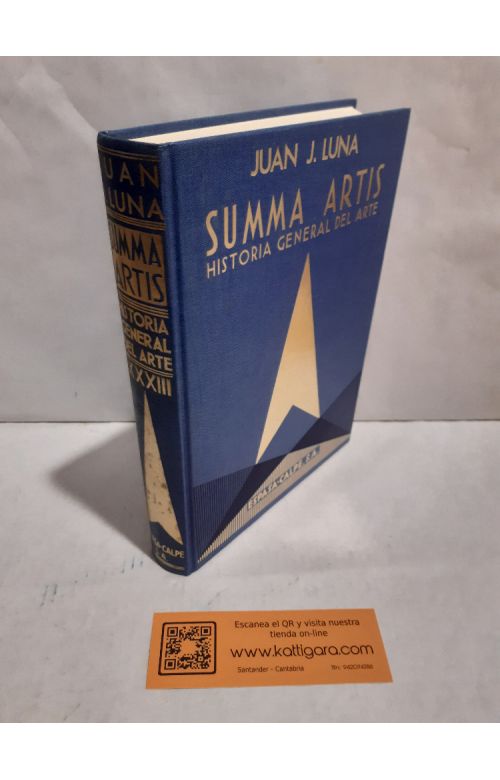 JUAN J. LUNA
SUMMA ARTIS
HISTORIA GENERAL DEL ARTE
ESPASA-CALPE, S.A.
JUAN
LUNA
SUMMA
ARTIS
HISTORIA
GENERAL
DEL ARTE
XXXIII
Escanea el QR y visita nuestra
tienda on-line
www.kattigara.com
Santander - Cantabria